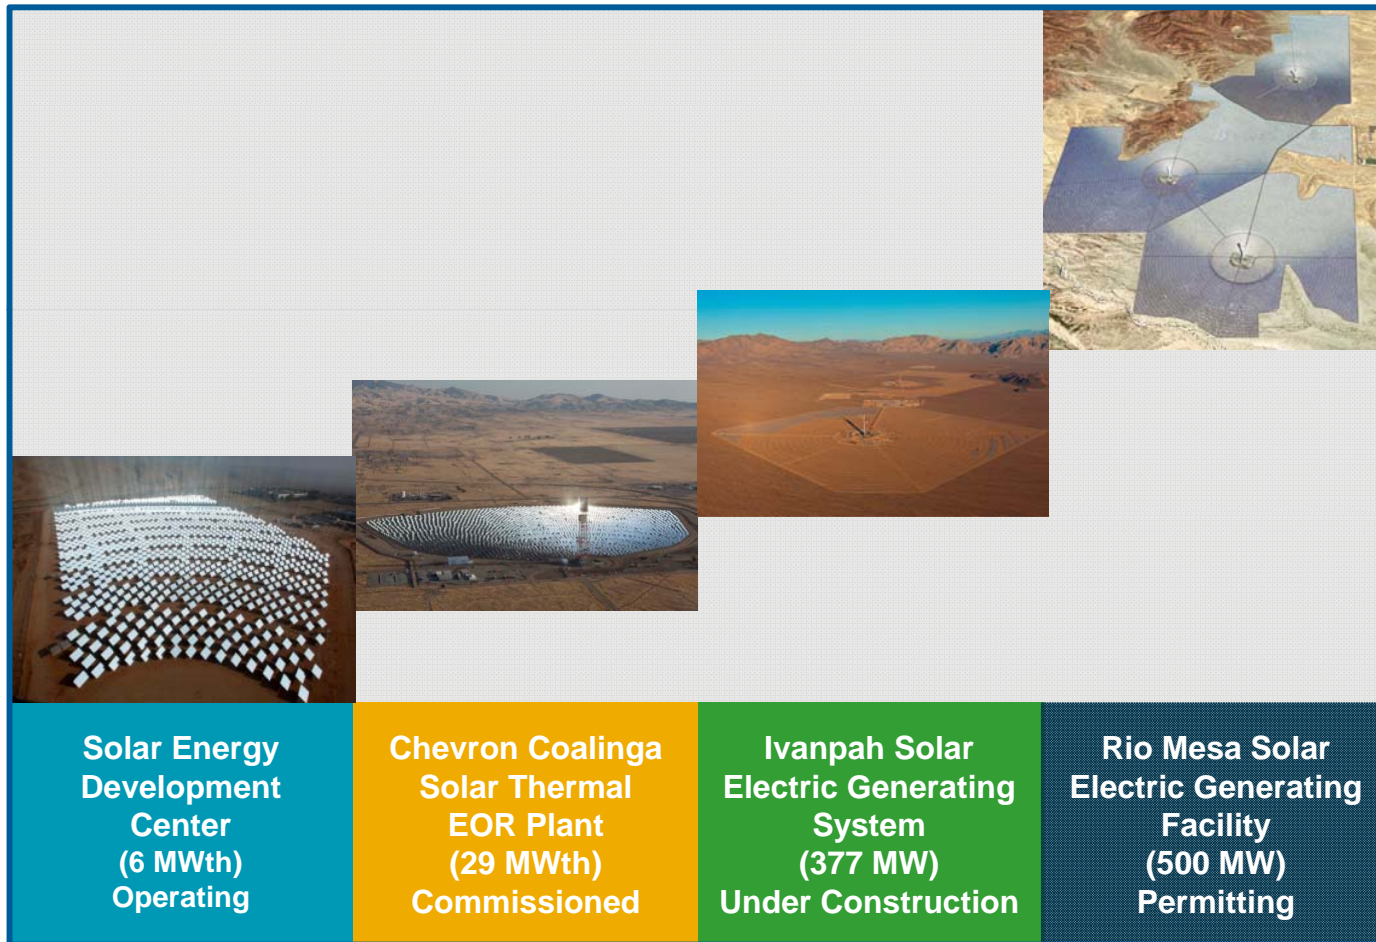 Solar Energy
Development
Center
(6 MWth)
Operating
Chevron Coalinga
Solar Thermal
EOR Plant
(29 MWth)
Commissioned
Ivanpah Solar
Electric Generating
System
(377 MW)
Under Construction
Rio Mesa Solar
Electric Generating
Facility
(500 MW)
Permitting